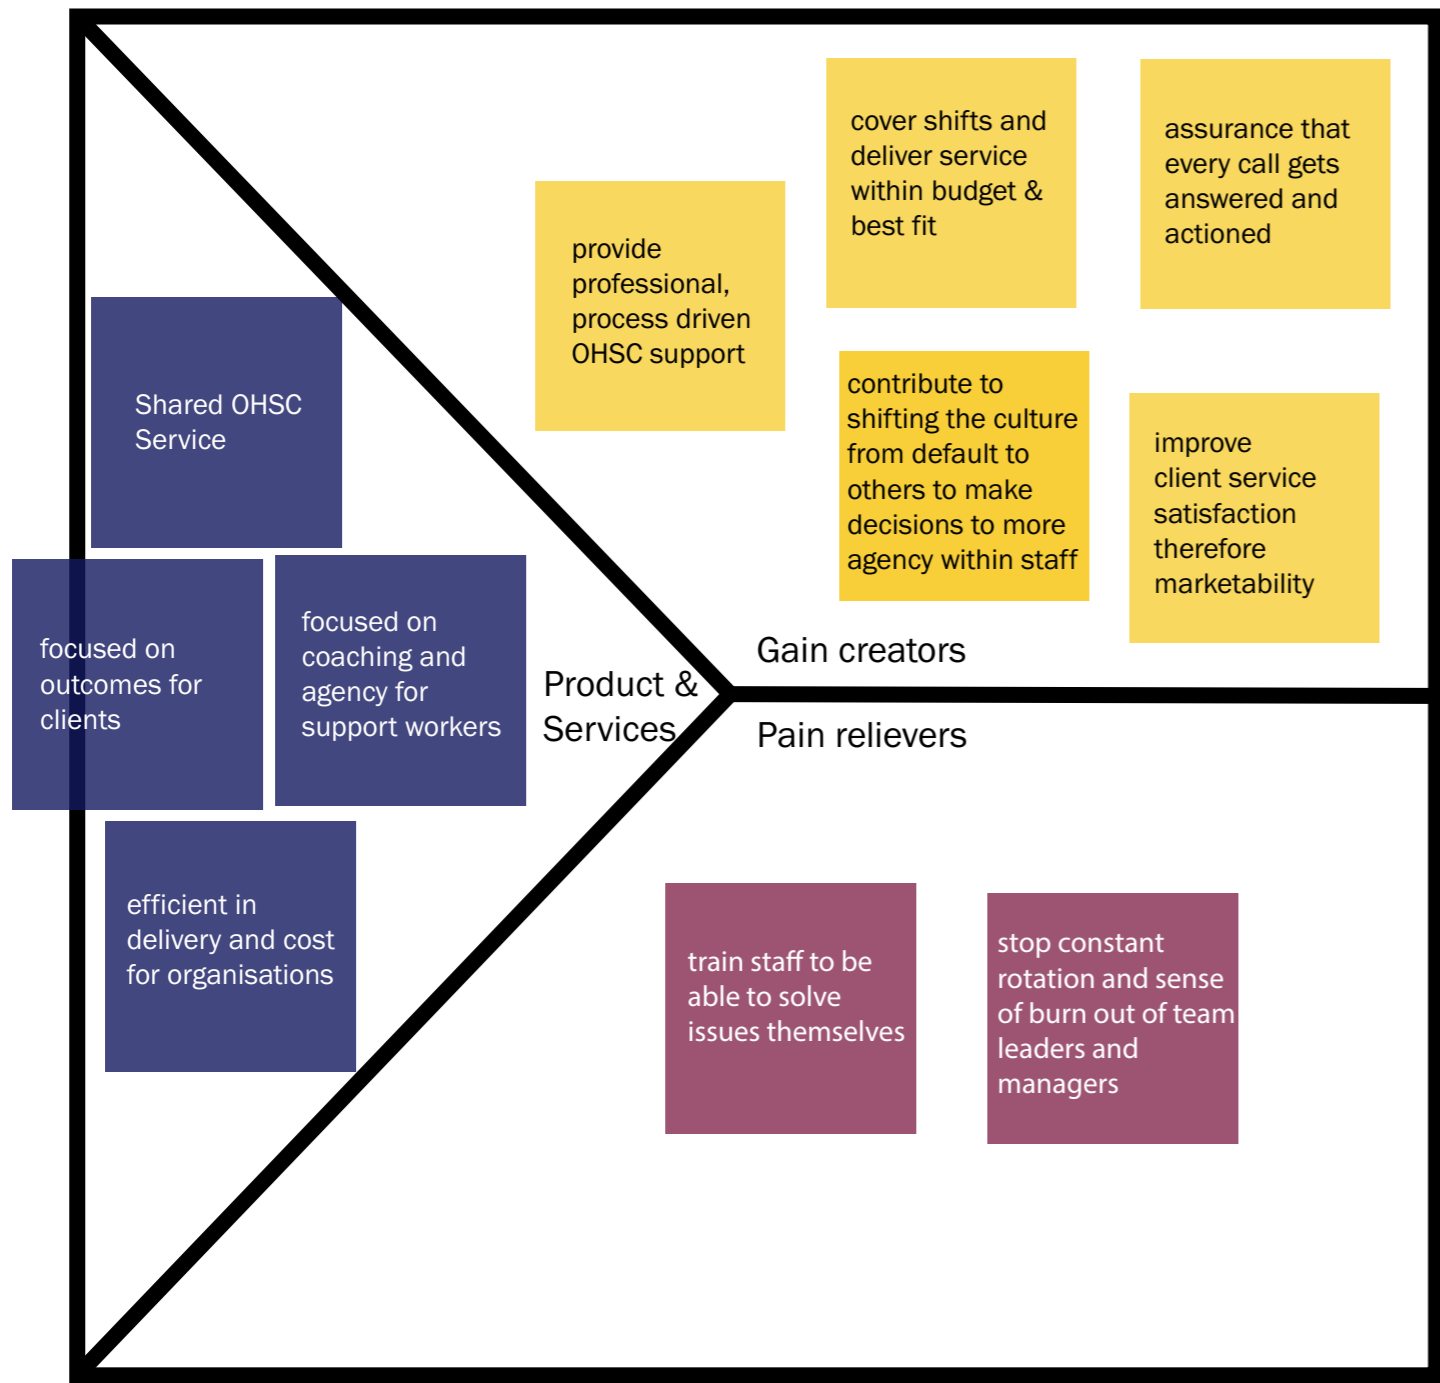 Shared OHSC
Service
focused on
outcomes for
clients
focused on
coaching and
agency for
support workers
efficient in
delivery and cost
for organisations
Product &
Services
provide
professional,
process driven
OHSC support
cover shifts and
deliver service
within budget &
best fit
assurance that
every call gets
answered and
actioned
contribute to
shifting the culture
from default to
others to make
decisions to more
agency within staff
improve
client service
satisfaction
therefore
marketability
Gain creators
Pain relievers
train staff to be
able to solve
issues themselves
stop constant
rotation and sense
of burn out of team
leaders and
managers